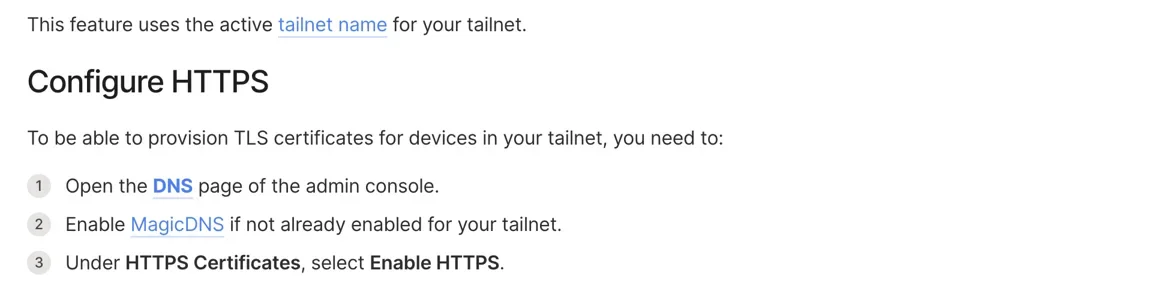 This feature uses the active tailnet name for your tailnet.
Configure HTTPS
To be able to provision TLS certificates for devices in your tailnet, you need to:
1 Open the DNS page of the admin console.
2 Enable MagicDNS if not already enabled for your tailnet.
3 Under HTTPS Certificates, select Enable HTTPS.